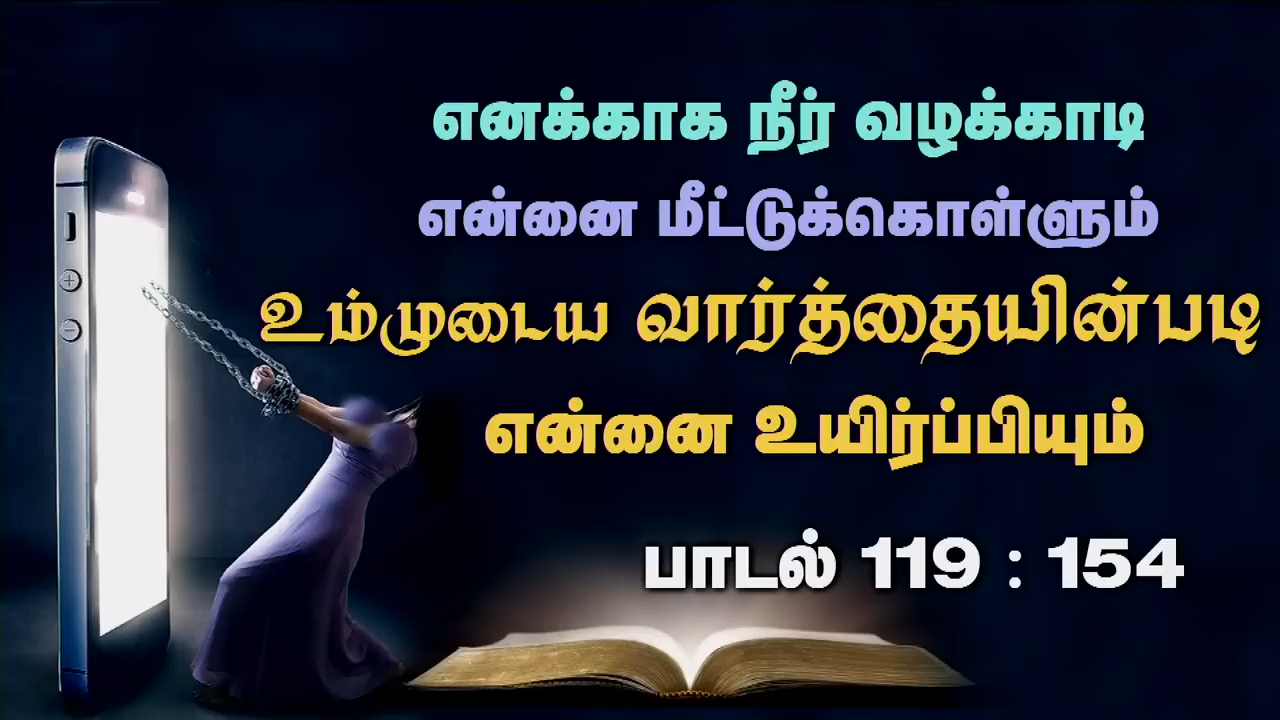 எனக்காக நீர் வழக்காடி
என்னை மீட்டுக்கொள்ளும்
உம்முடைய வார்த்தையின்படி
என்னை உயிர்ப்பியும்
பாடல் 119 : 154